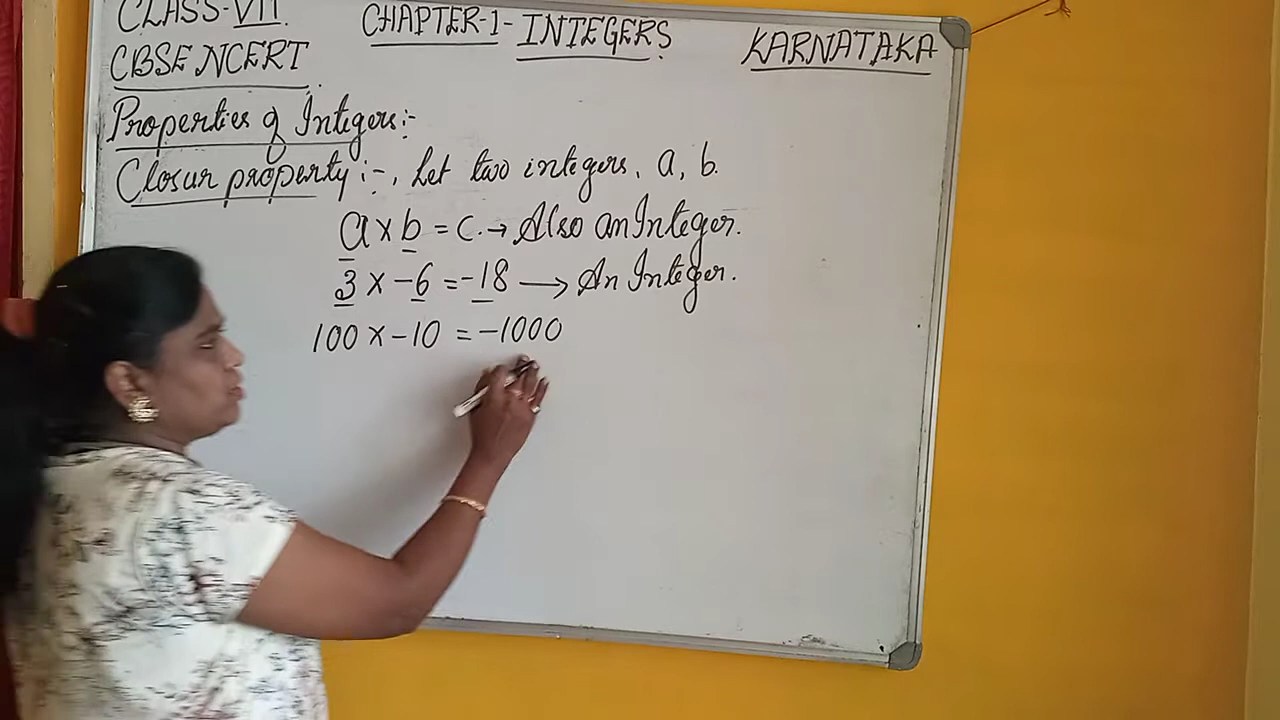 CLASS-VII.
CHAPTER-1-INTEGERS.
KARNATAKA
CBSE NCERT
Properties of Integers:-
Closur property:-, Let two integers, a, b.
a x b = c. → Also an Integer.
3 x -6 = -18 → An Integer.
100 x -10 = -1000